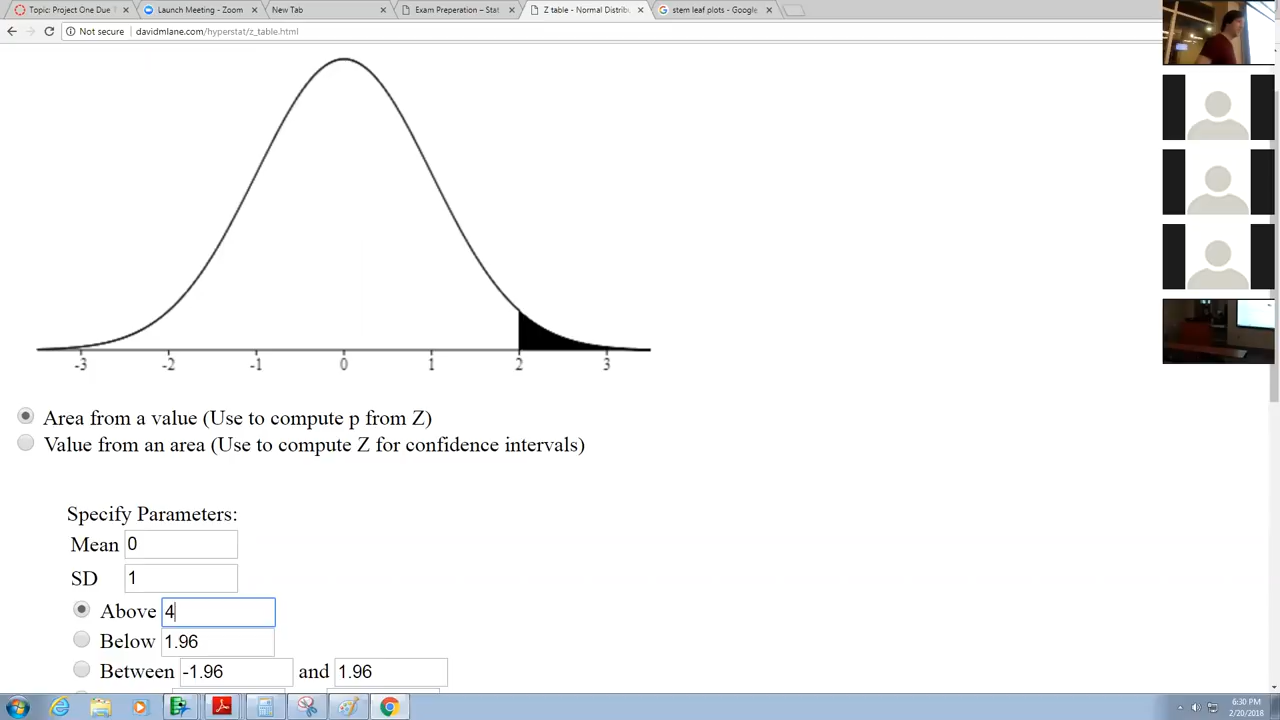 Topic: Project One Due
Launch Meeting - Zoom
New Tab
Exam Preperation – Stat
Z table - Normal Distribu
stem leaf plots - Google
Not secure davidmlane.com/hyperstat/z_table.html
-3 -2 -1 0 1 2 3
Area from a value (Use to compute p from Z)
Value from an area (Use to compute Z for confidence intervals)
Specify Parameters:
Mean 0
SD 1
Above 4
Below 1.96
Between -1.96 and 1.96
6:30 PM
2/20/2018